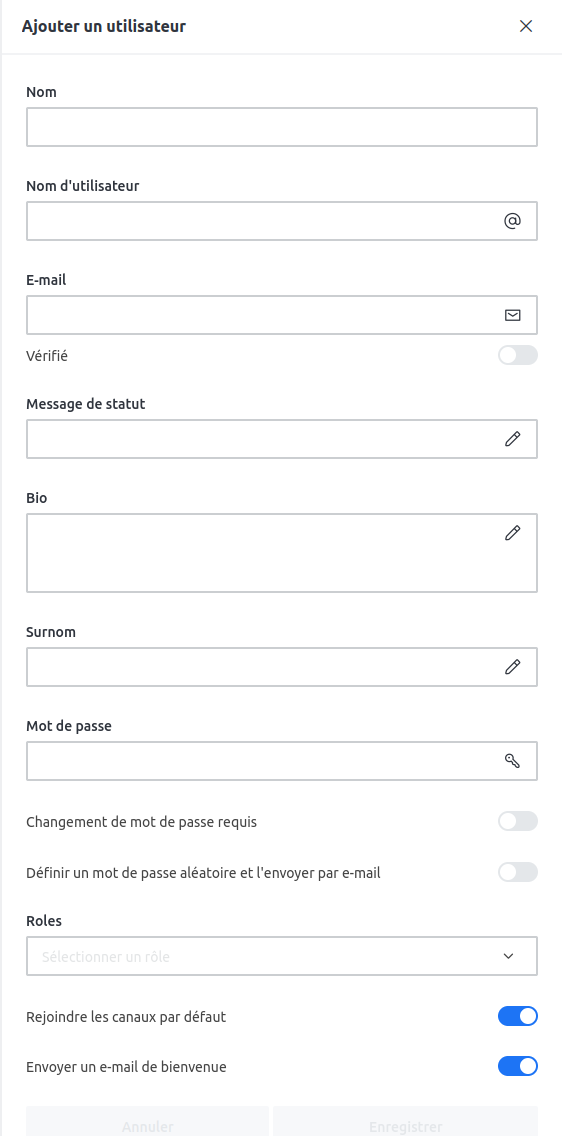 Ajouter un utilisateur
Nom
Nom d'utilisateur
E-mail
Vérifié
Message de statut
Bio
Surnom
Mot de passe
Changement de mot de passe requis
Définir un mot de passe aléatoire et l'envoyer par e-mail
Roles
Sélectionner un rôle
Rejoindre les canaux par défaut
Envoyer un e-mail de bienvenue
Annuler
Enregistrer